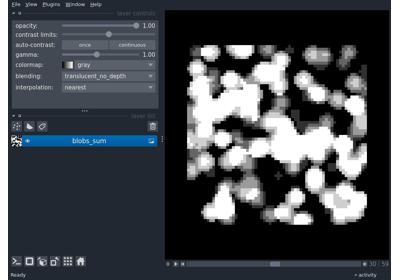 File View Plugins Window Help
layer controls
opacity: 1.00
contrast limits:
auto-contrast: once continuous
gamma: 1.00
colormap: gray
blending: translucent_no_depth
interpolation: nearest
layer list
blobs_sum
0 30 59
Ready activity